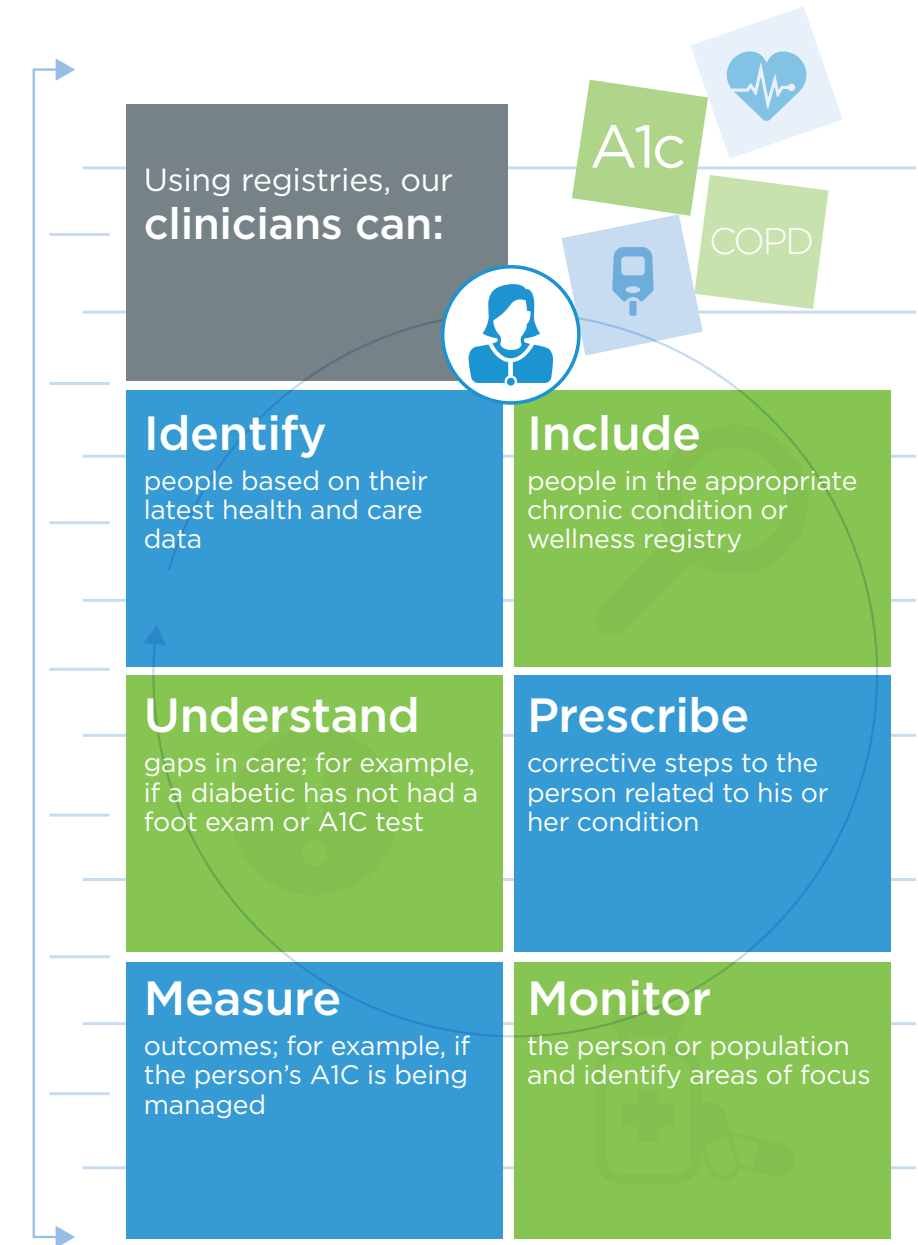 A1c
COPD
Using registries, our
clinicians can:
Identify
people based on their
latest health and care
data
Include
people in the appropriate
chronic condition or
wellness registry
Understand
gaps in care; for example,
if a diabetic has not had a
foot exam or A1C test
Prescribe
corrective steps to the
person related to his or
her condition
Measure
outcomes; for example, if
the person’s A1C is being
managed
Monitor
the person or population
and identify areas of focus